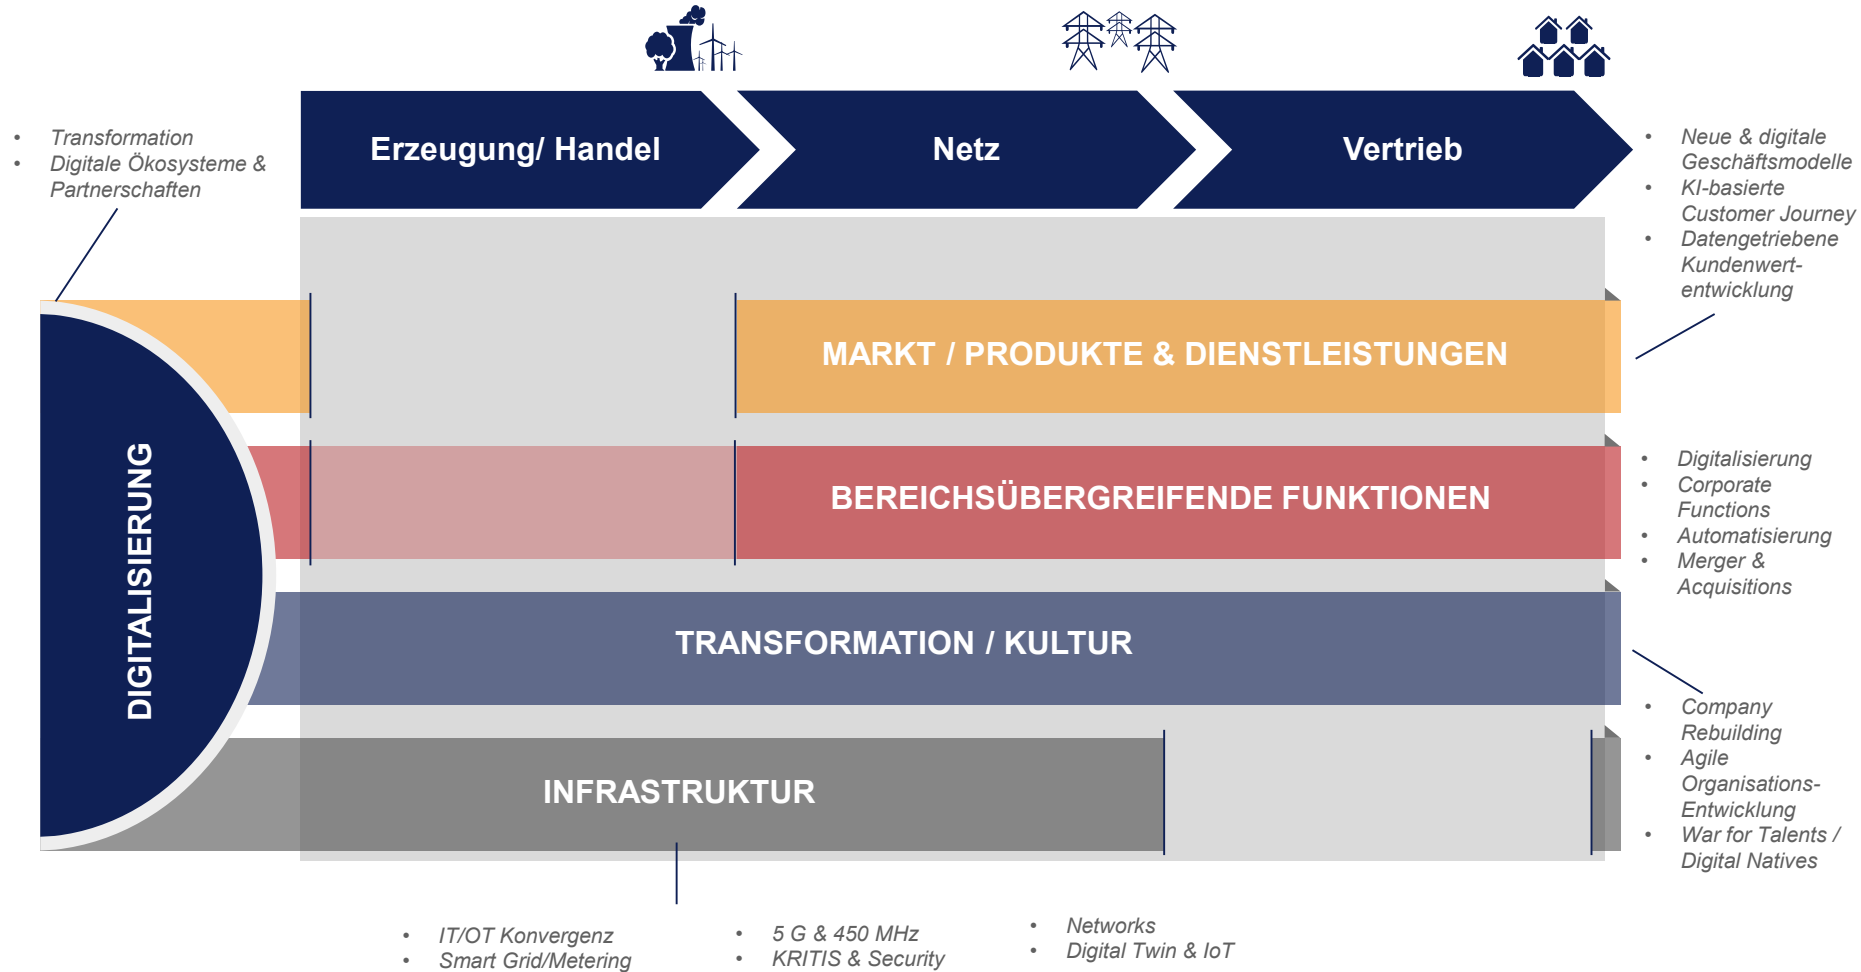 Erzeugung/ Handel
Netz
Vertrieb
• Transformation
• Digitale Ökosysteme &
Partnerschaften
• Neue & digitale
Geschäftsmodelle
• KI-basierte
Customer Journey
• Datengetriebene
Kundenwert-
entwicklung
DIGITALISIERUNG
MARKT / PRODUKTE & DIENSTLEISTUNGEN
BEREICHSÜBERGREIFENDE FUNKTIONEN
• Digitalisierung
• Corporate
Functions
• Automatisierung
• Merger &
Acquisitions
TRANSFORMATION / KULTUR
• Company
Rebuilding
• Agile
Organisations-
Entwicklung
• War for Talents /
Digital Natives
INFRASTRUKTUR
• IT/OT Konvergenz
• Smart Grid/Metering
• 5 G & 450 MHz
• KRITIS & Security
• Networks
• Digital Twin & IoT